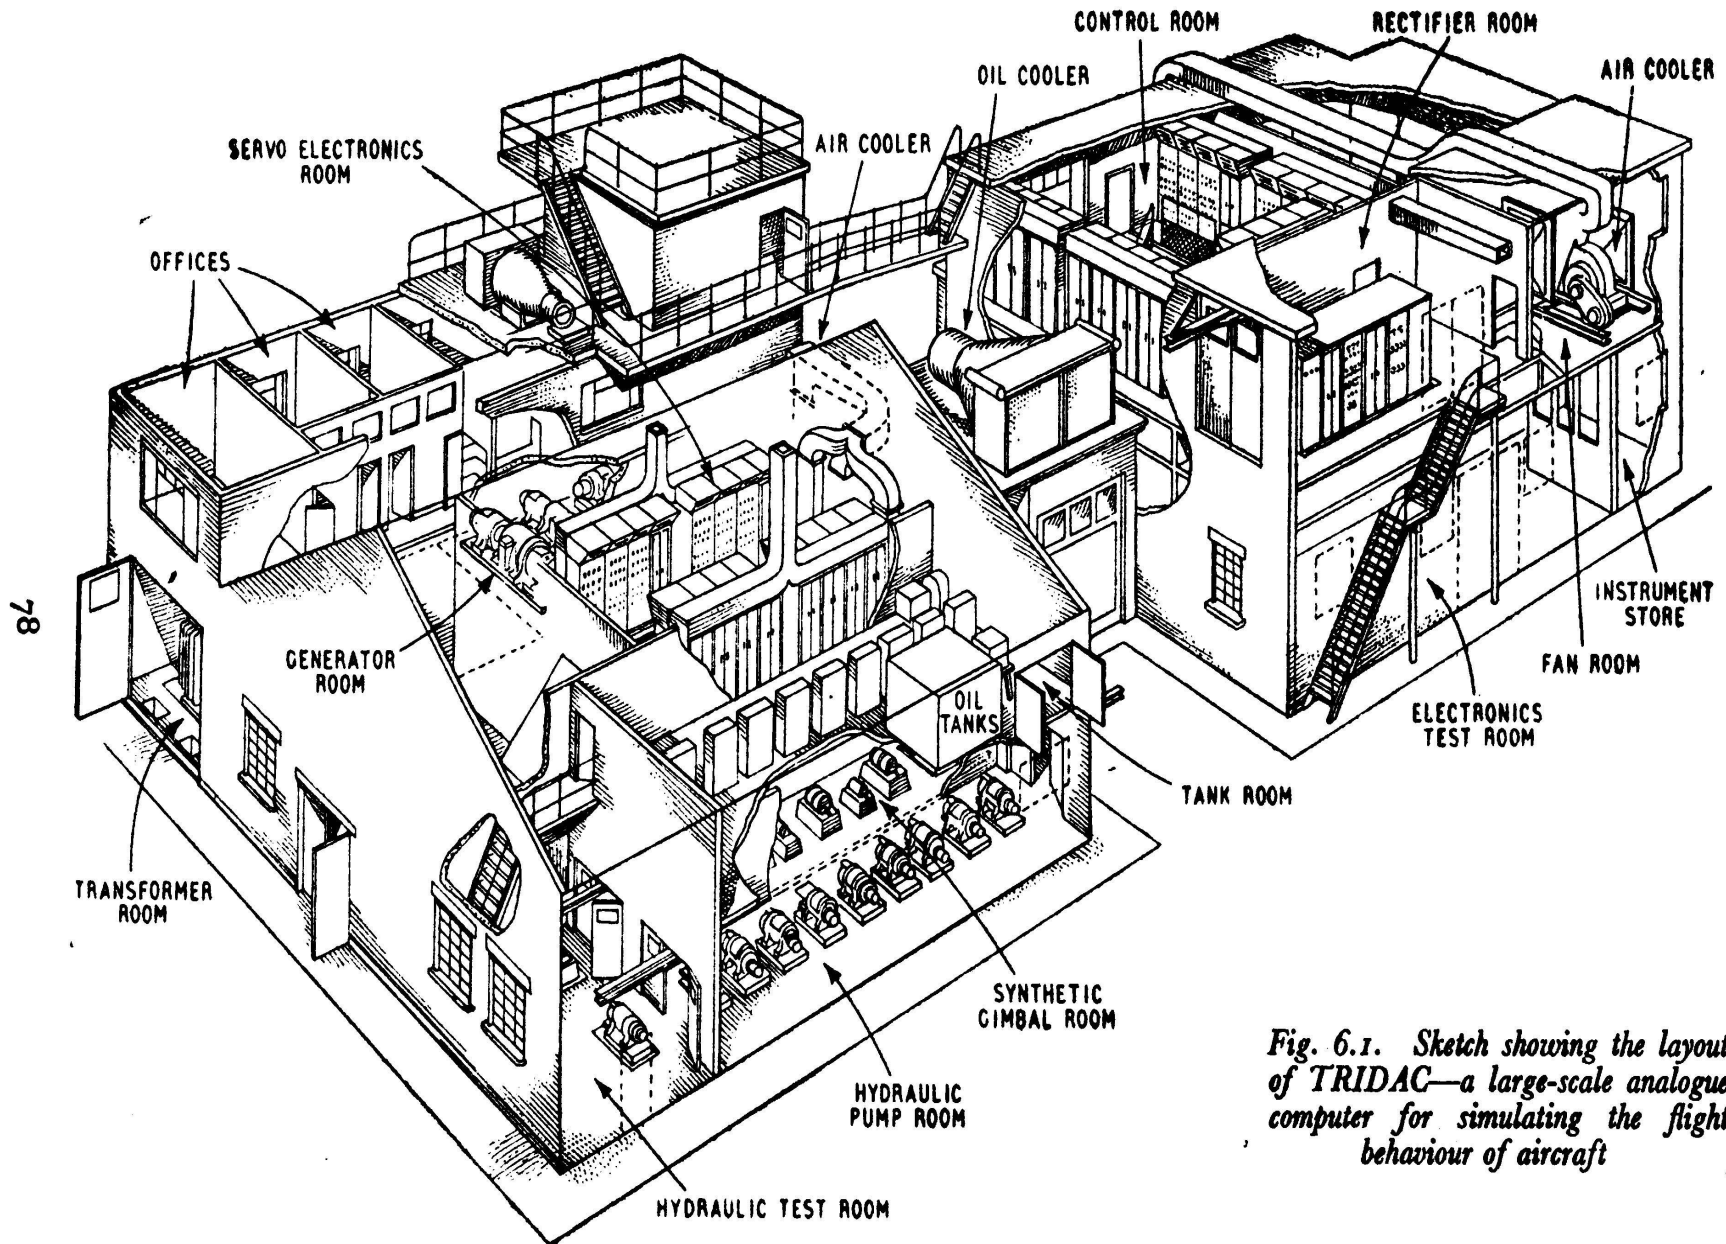 CONTROL ROOM
RECTIFIER ROOM
OIL COOLER
AIR COOLER
SERVO ELECTRONICS
ROOM
AIR COOLER
OFFICES
78
GENERATOR
ROOM
OIL
TANKS
INSTRUMENT
STORE
FAN ROOM
ELECTRONICS
TEST ROOM
TANK ROOM
TRANSFORMER
ROOM
SYNTHETIC
GIMBAL ROOM
HYDRAULIC
PUMP ROOM
HYDRAULIC TEST ROOM
Fig. 6.1. Sketch showing the layout
of TRIDAC—a large-scale analogue
computer for simulating the flight
behaviour of aircraft